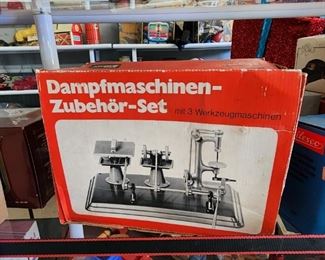 Dampfmaschinen-
Zubehör-Set
mit 3 Werkzeugmaschinen